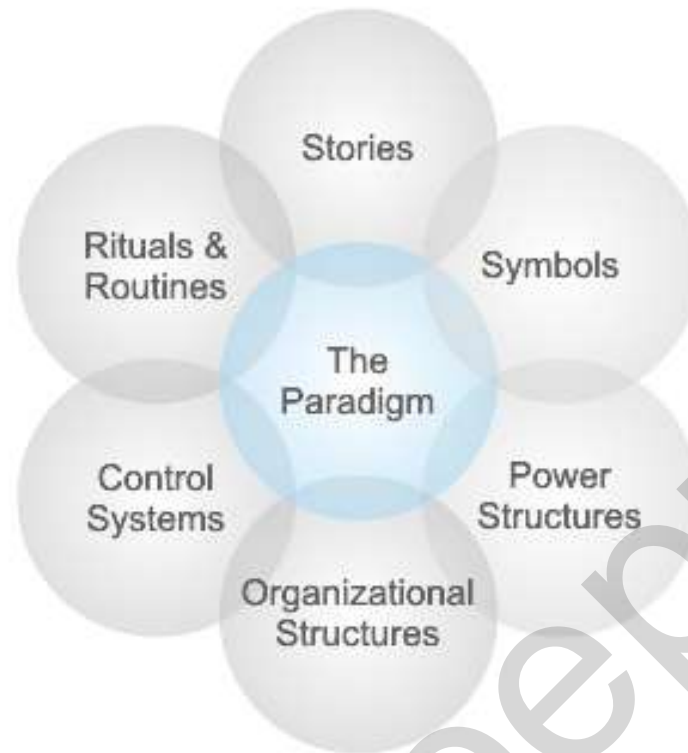 Stories
Rituals &
Routines
Symbols
The
Paradigm
Control
Systems
Power
Structures
Organizational
Structures